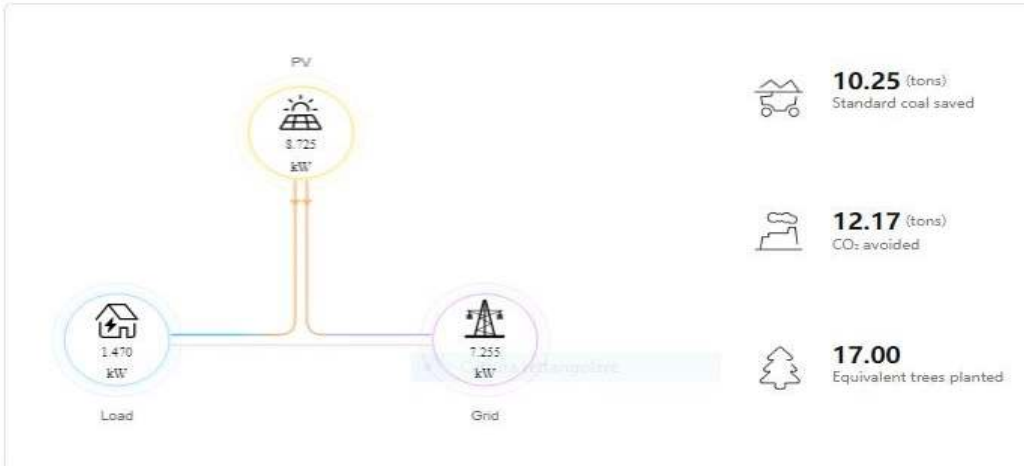 PV
8.725
kW
1.470
kW
Load
7.255
kW
Grid
10.25 (tons)
Standard coal saved
12.17 (tons)
CO₂ avoided
17.00
Equivalent trees planted